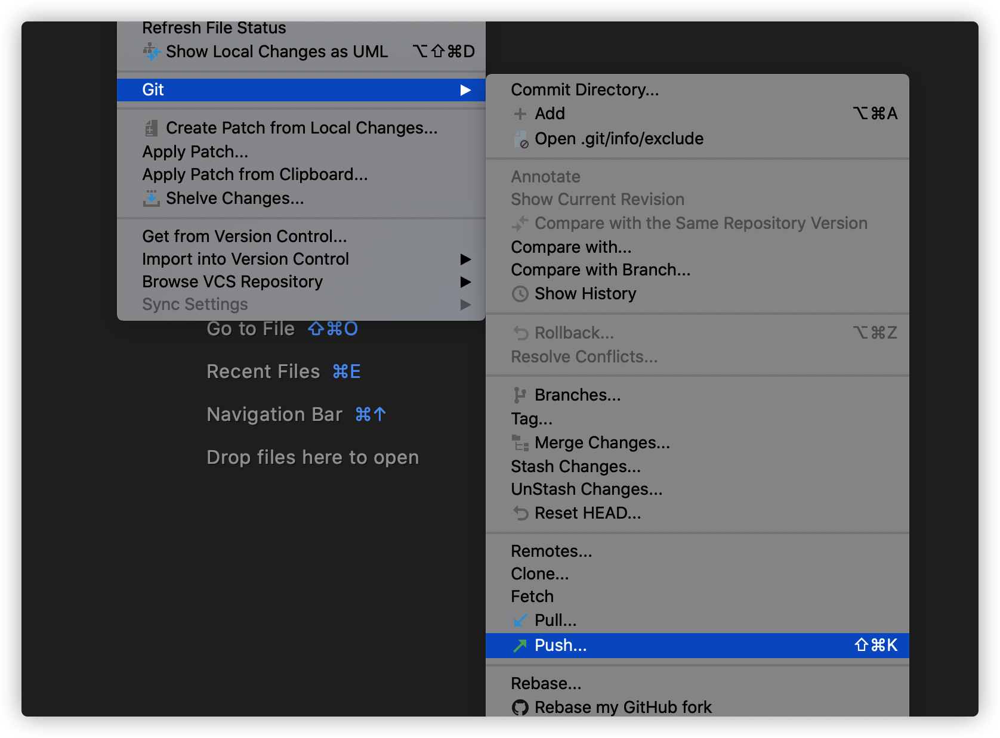 Refresh File Status
Show Local Changes as UML ⌥⇧⌘D
Git
Create Patch from Local Changes...
Apply Patch...
Apply Patch from Clipboard...
Shelve Changes...
Get from Version Control...
Import into Version Control
Browse VCS Repository
Sync Settings
Go to File ⇧⌘O
Recent Files ⌘E
Navigation Bar ⌘↑
Drop files here to open
Commit Directory...
Add ⌥⌘A
Open .git/info/exclude
Annotate
Show Current Revision
Compare with the Same Repository Version
Compare with...
Compare with Branch...
Show History
Rollback... ⌥⌘Z
Resolve Conflicts...
Branches...
Tag...
Merge Changes...
Stash Changes...
UnStash Changes...
Reset HEAD...
Remotes...
Clone...
Fetch
Pull...
Push... ⇧⌘K
Rebase...
Rebase my GitHub fork